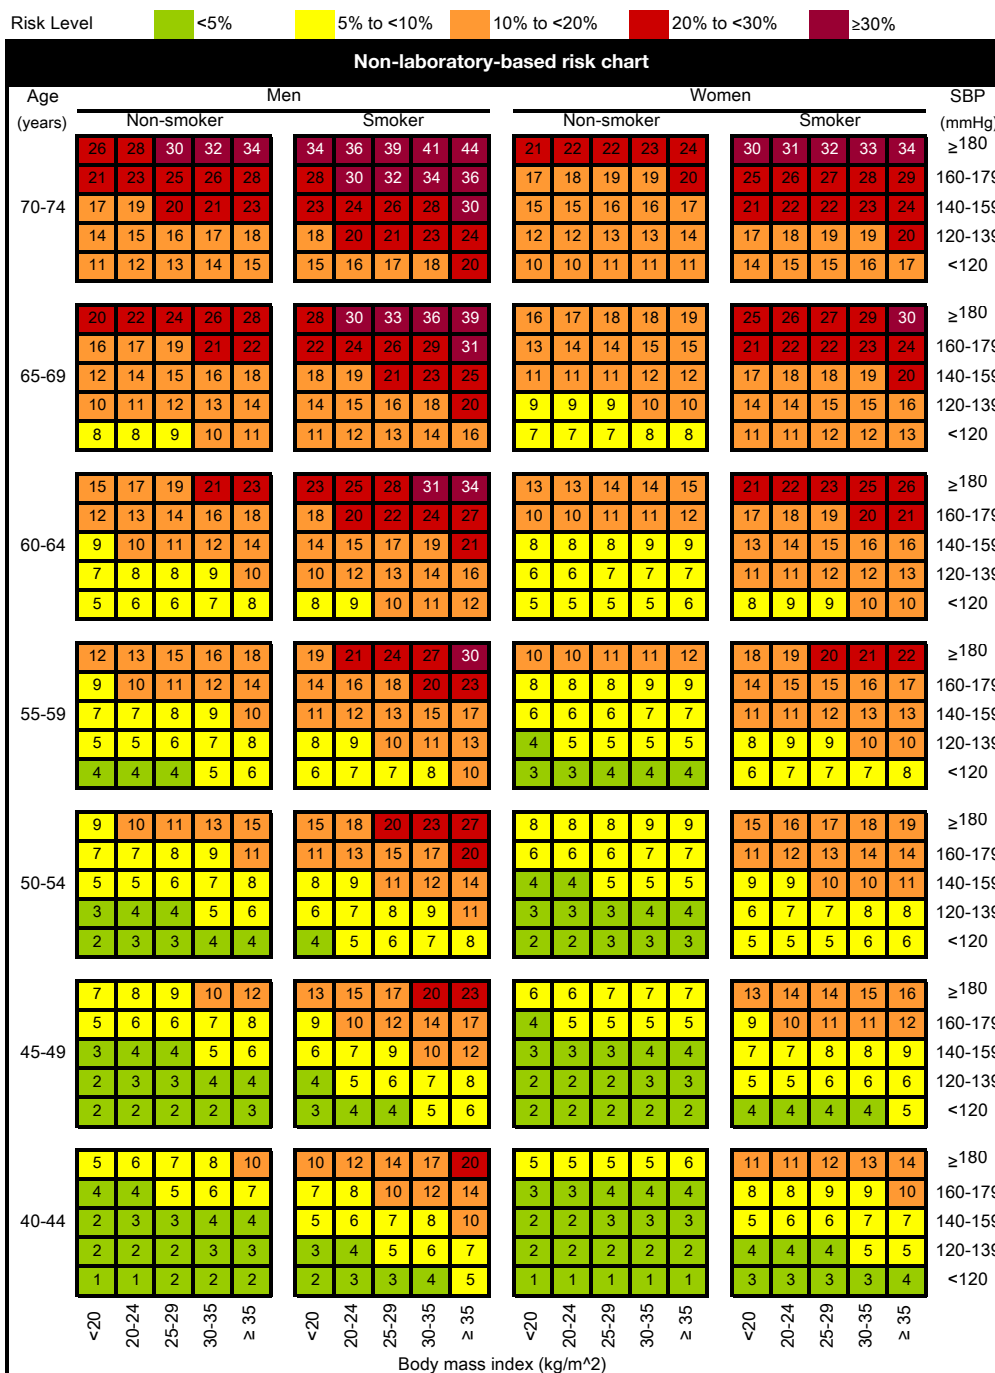 Risk Level <5% 5% to <10% 10% to <20% 20% to <30% ≥30%
Non-laboratory-based risk chart
Age Men Women SBP
(years) Non-smoker Smoker Non-smoker Smoker (mmHg)
26 28 30 32 34 34 36 39 41 44 21 22 22 23 24 30 31 32 33 34 ≥180
21 23 25 26 28 28 30 32 34 36 17 18 19 19 20 25 26 27 28 29 160-179
70-74 17 19 20 21 23 23 24 26 28 30 15 15 16 16 17 21 22 22 23 24 140-159
14 15 16 17 18 18 20 21 23 24 12 12 13 13 14 17 18 19 19 20 120-139
11 12 13 14 15 15 16 17 18 20 10 10 11 11 11 14 15 15 16 17 <120
20 22 24 26 28 28 30 33 36 39 16 17 18 18 19 25 26 27 29 30 ≥180
16 17 19 21 22 22 24 26 29 31 13 14 14 15 15 21 22 22 23 24 160-179
65-69 12 14 15 16 18 18 19 21 23 25 11 11 11 12 12 17 18 18 19 20 140-159
10 11 12 13 14 14 15 16 18 20 9 9 9 10 10 14 14 15 15 16 120-139
8 8 9 10 11 11 12 13 14 16 7 7 7 8 8 11 11 12 12 13 <120
15 17 19 21 23 23 25 28 31 34 13 13 14 14 15 21 22 23 25 26 ≥180
12 13 14 16 18 18 20 22 24 27 10 10 11 11 12 17 18 19 20 21 160-179
60-64 9 10 11 12 14 14 15 17 19 21 8 8 8 9 9 13 14 15 16 16 140-159
7 8 8 9 10 10 12 13 14 16 6 6 7 7 7 11 11 12 12 13 120-139
5 6 6 7 8 8 9 10 11 12 5 5 5 5 6 8 9 9 10 10 <120
12 13 15 16 18 19 21 24 27 30 10 10 11 11 12 18 19 20 21 22 ≥180
9 10 11 12 14 14 16 18 20 23 8 8 8 9 9 14 15 15 16 17 160-179
55-59 7 7 8 9 10 11 12 13 15 17 6 6 6 7 7 11 11 12 13 13 140-159
5 5 6 7 8 8 9 10 11 13 4 5 5 5 5 8 9 9 10 10 120-139
4 4 4 5 6 6 7 7 8 10 3 3 4 4 4 6 7 7 7 8 <120
9 10 11 13 15 15 18 20 23 27 8 8 8 9 9 15 16 17 18 19 ≥180
7 7 8 9 11 11 13 15 17 20 6 6 6 7 7 11 12 13 14 14 160-179
50-54 5 5 6 7 8 8 9 11 12 14 4 4 5 5 5 9 9 10 10 11 140-159
3 4 4 5 6 6 7 8 9 11 3 3 3 4 4 6 7 7 8 8 120-139
2 3 3 4 4 4 5 6 7 8 2 2 3 3 3 5 5 5 6 6 <120
7 8 9 10 12 13 15 17 20 23 6 6 7 7 7 13 14 14 15 16 ≥180
5 6 6 7 8 9 10 12 14 17 4 5 5 5 5 9 10 11 11 12 160-179
45-49 3 4 4 5 6 6 7 9 10 12 3 3 3 4 4 7 7 8 8 9 140-159
2 3 3 4 4 4 5 6 7 8 2 2 2 3 3 5 5 6 6 6 120-139
2 2 2 2 3 3 4 4 5 6 2 2 2 2 2 4 4 4 4 5 <120
5 6 7 8 10 10 12 14 17 20 5 5 5 5 6 11 11 12 13 14 ≥180
4 4 5 6 7 7 8 10 12 14 3 3 4 4 4 8 8 9 9 10 160-179
40-44 2 3 3 4 4 5 6 7 8 10 2 2 3 3 3 5 6 6 7 7 140-159
2 2 2 3 3 3 4 5 6 7 2 2 2 2 2 4 4 4 5 5 120-139
1 1 2 2 2 2 3 3 4 5 1 1 1 1 1 3 3 3 3 4 <120
<20 20-24 25-29 30-35 ≥ 35 <20 20-24 25-29 30-35 ≥ 35 <20 20-24 25-29 30-35 ≥ 35 <20 20-24 25-29 30-35 ≥ 35
Body mass index (kg/m^2)